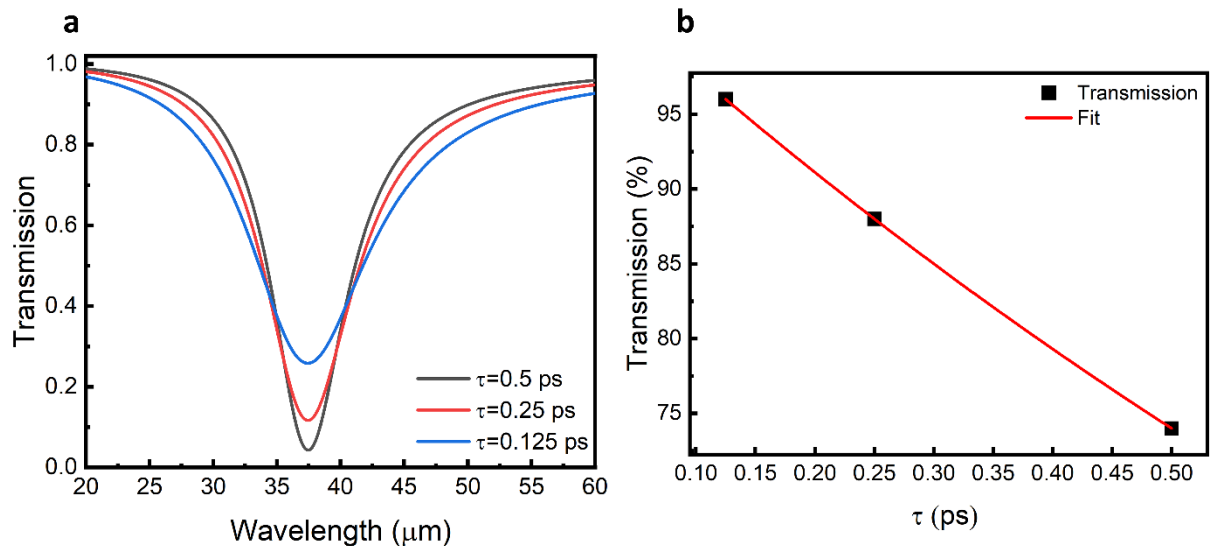 a
1.0
0.8
0.6
0.4
0.2
0.0
Transmission
τ=0.5 ps
τ=0.25 ps
τ=0.125 ps
20 25 30 35 40 45 50 55 60
Wavelength (μm)
b
95
90
85
80
75
Transmission (%)
Transmission
Fit
0.10 0.15 0.20 0.25 0.30 0.35 0.40 0.45 0.50
τ (ps)